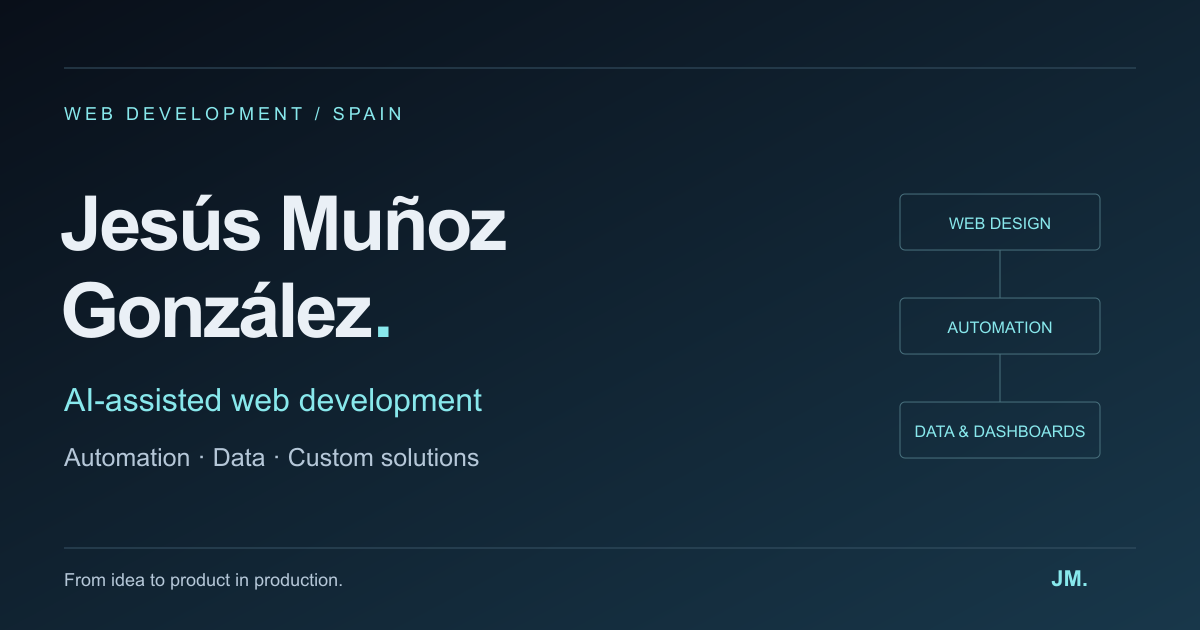 WEB DEVELOPMENT / SPAIN
Jesús Muñoz
González.
AI-assisted web development
Automation · Data · Custom solutions
WEB DESIGN
AUTOMATION
DATA & DASHBOARDS
From idea to product in production.
JM.